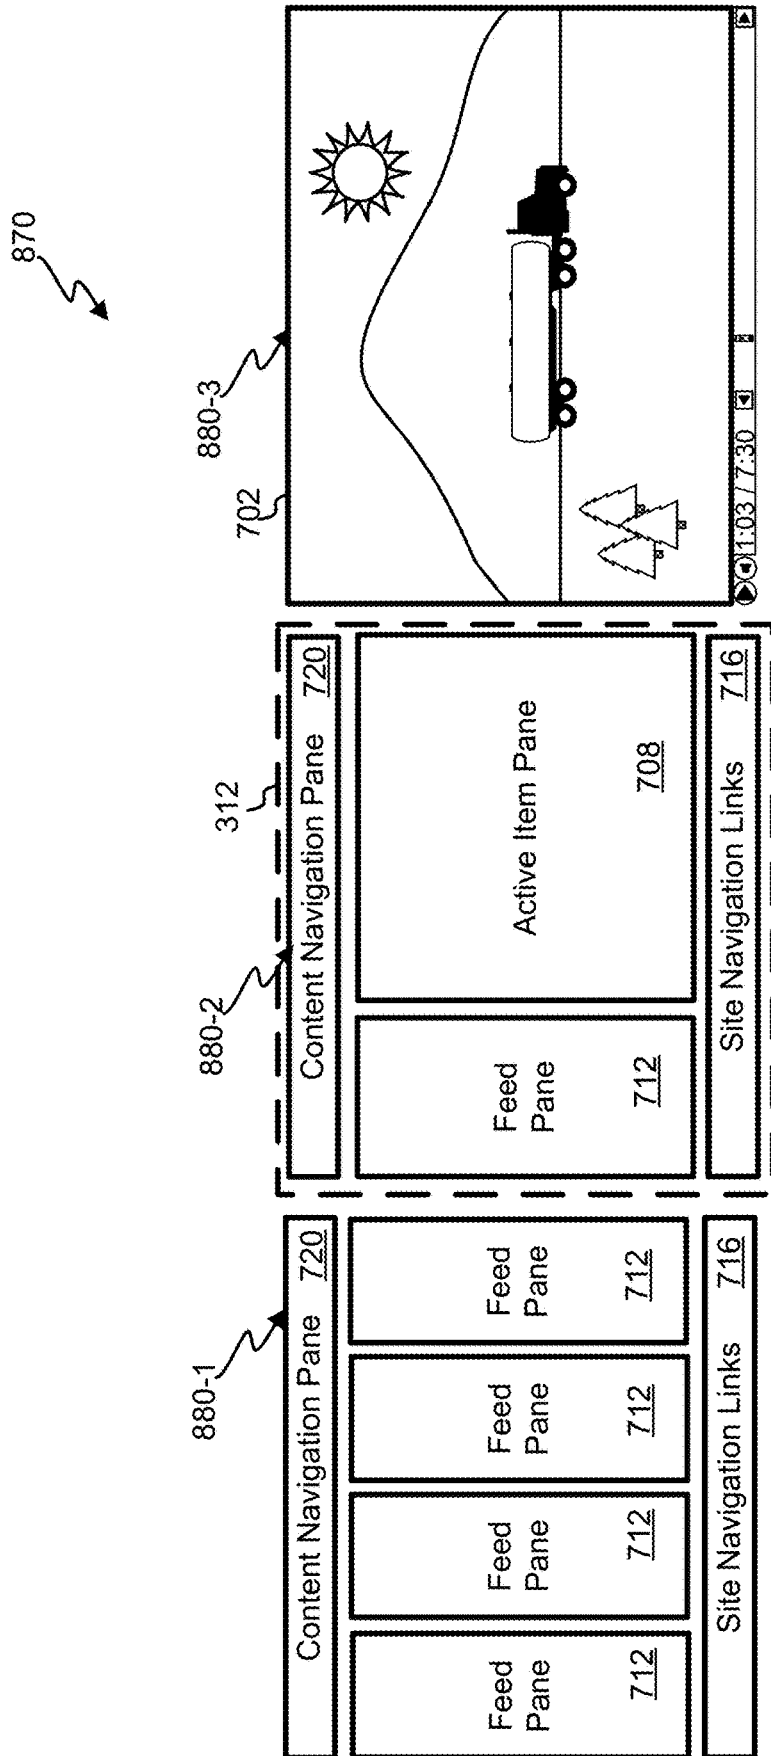 870
880-1
880-2
312
880-3
702
Content Navigation Pane 720
Feed
Pane
712
Feed
Pane
712
Feed
Pane
712
Feed
Pane
712
Site Navigation Links 716
Content Navigation Pane 720
Feed
Pane
712
Active Item Pane
708
Site Navigation Links 716
1:03 / 7:30